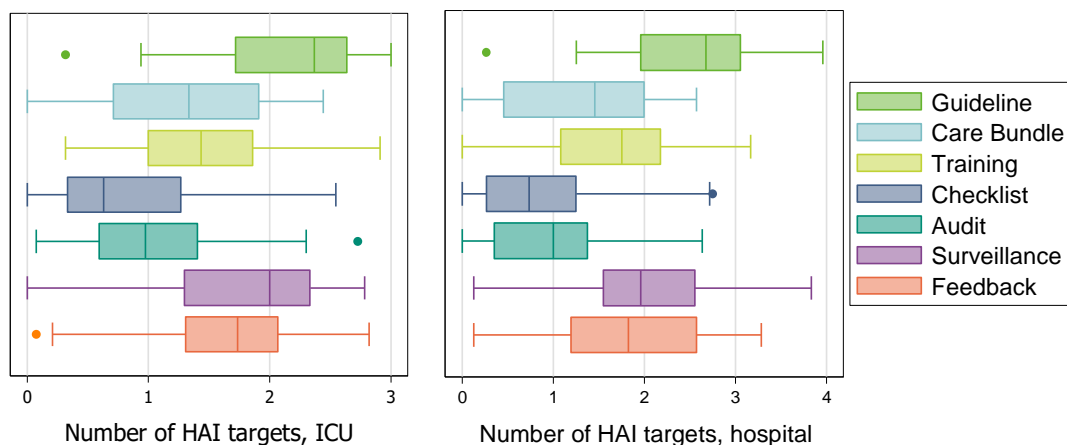 0 1 2 3
Number of HAI targets, ICU
0 1 2 3 4
Number of HAI targets, hospital
Guideline
Care Bundle
Training
Checklist
Audit
Surveillance
Feedback